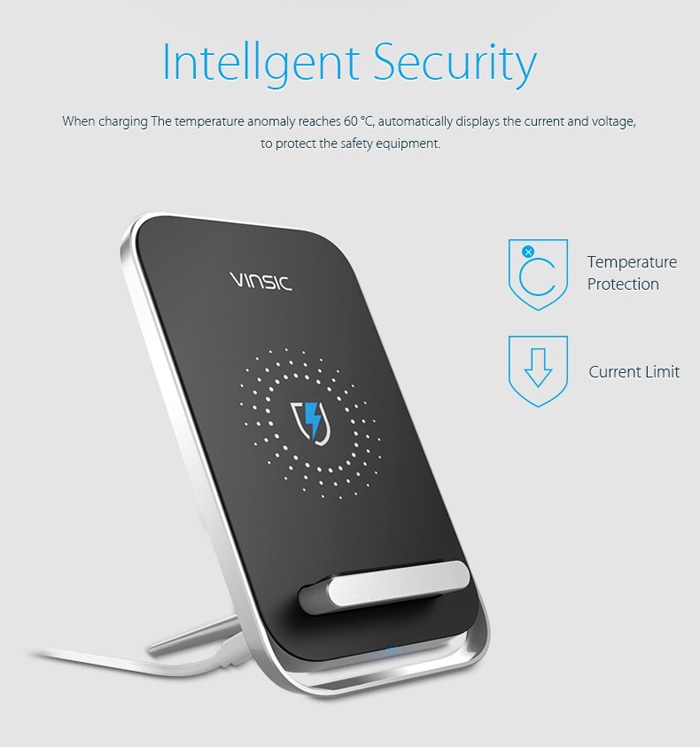 Intellgent Security
When charging The temperature anomaly reaches 60 °C, automatically displays the current and voltage,
to protect the safety equipment.
VINSIC
Temperature
Protection
Current Limit